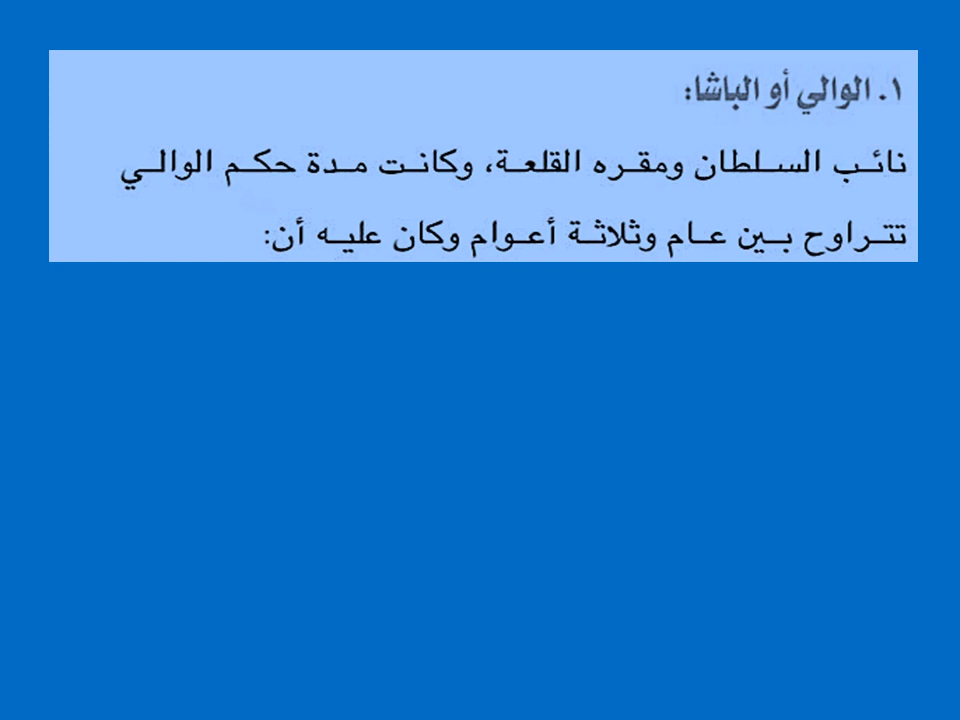 ١. الوالي أو الباشا:
نائب السلطان ومقره القلعة، وكانت مدة حكم الوالي
تتراوح بين عام وثلاثة أعوام وكان عليه أن: